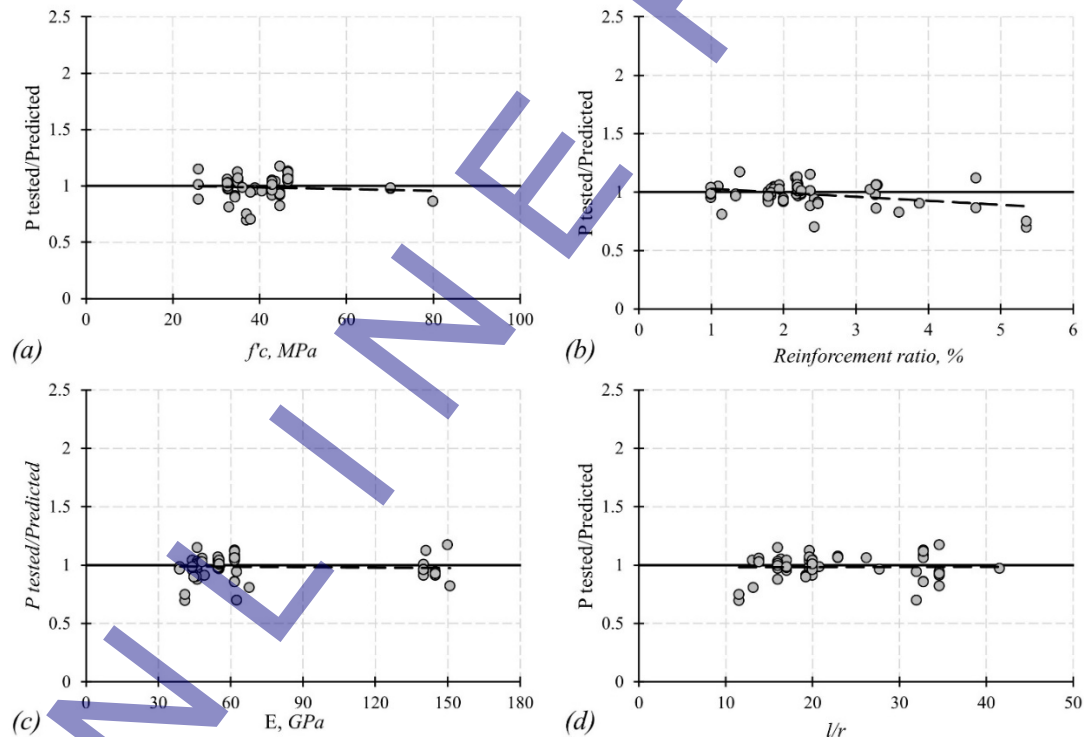 2.5
2
1.5
1
0.5
0
0 20 40 60 80 100
P tested/Predicted
f'c, MPa
(a)
2.5
2
1.5
1
0.5
0
0 1 2 3 4 5 6
P tested/Predicted
Reinforcement ratio, %
(b)
2.5
2
1.5
1
0.5
0
0 30 60 90 120 150 180
P tested/Predicted
E, GPa
(c)
2.5
2
1.5
1
0.5
0
0 10 20 30 40 50
P tested/Predicted
l/r
(d)
N L I N E F